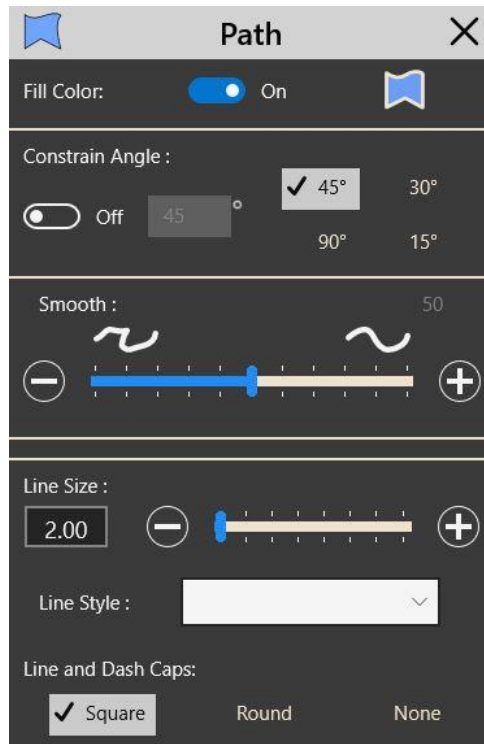 Path
Fill Color: On
Constrain Angle :
Off 45 ° ✓ 45° 30°
90° 15°
Smooth : 50
Line Size :
2.00
Line Style :
Line and Dash Caps:
✓ Square Round None